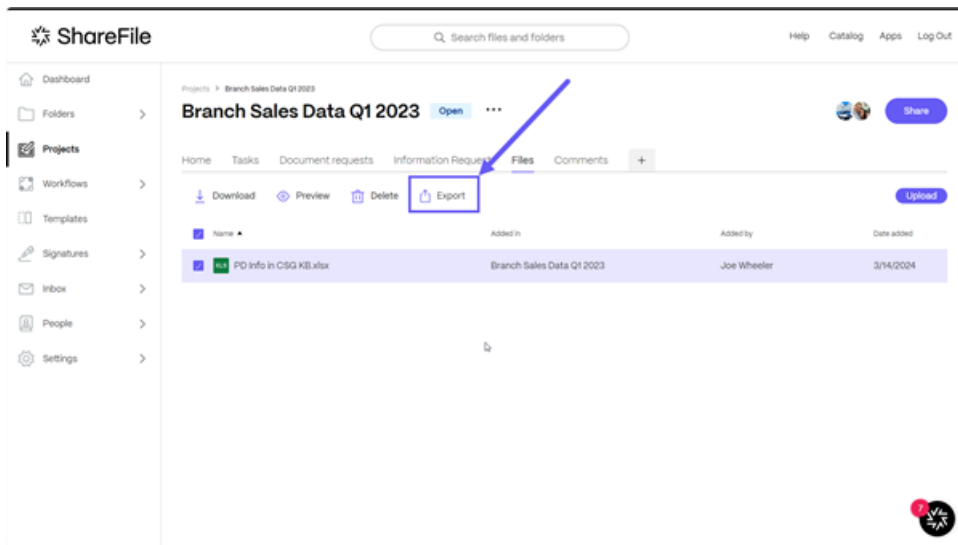 ShareFile
Search files and folders
Help Catalog Apps Log Out
Dashboard
Folders
Projects
Workflows
Templates
Signatures
Inbox
People
Settings
Projects > Branch Sales Data Q1 2023
Branch Sales Data Q1 2023 Open ...
Share
Home Tasks Document requests Information Request Files Comments +
Download Preview Delete Export
Upload
Name Added in Added by Date added
XLS PD Info in CSG KB.xlsx Branch Sales Data Q1 2023 Joe Wheeler 3/14/2024
7